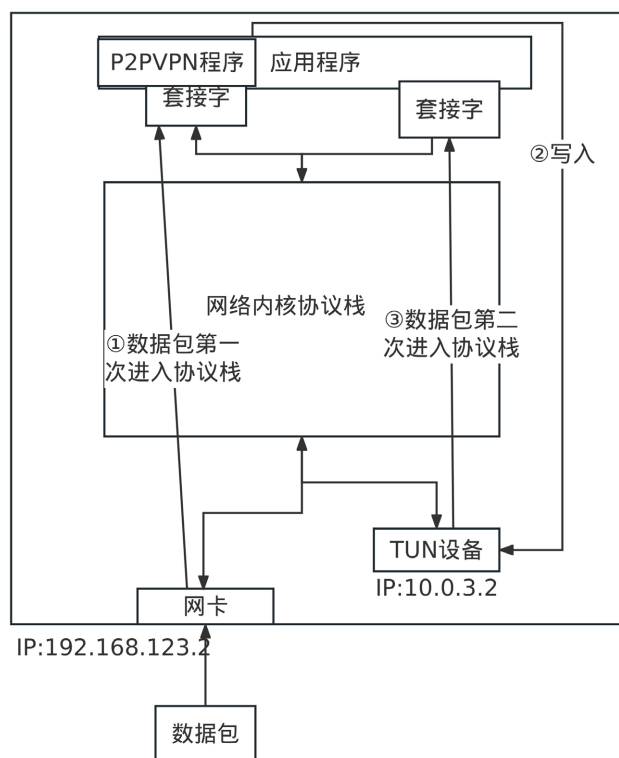 P2PVPN程序
应用程序
套接字
套接字
②写入
网络内核协议栈
①数据包第一
次进入协议栈
③数据包第二
次进入协议栈
TUN设备
IP:10.0.3.2
网卡
IP:192.168.123.2
数据包